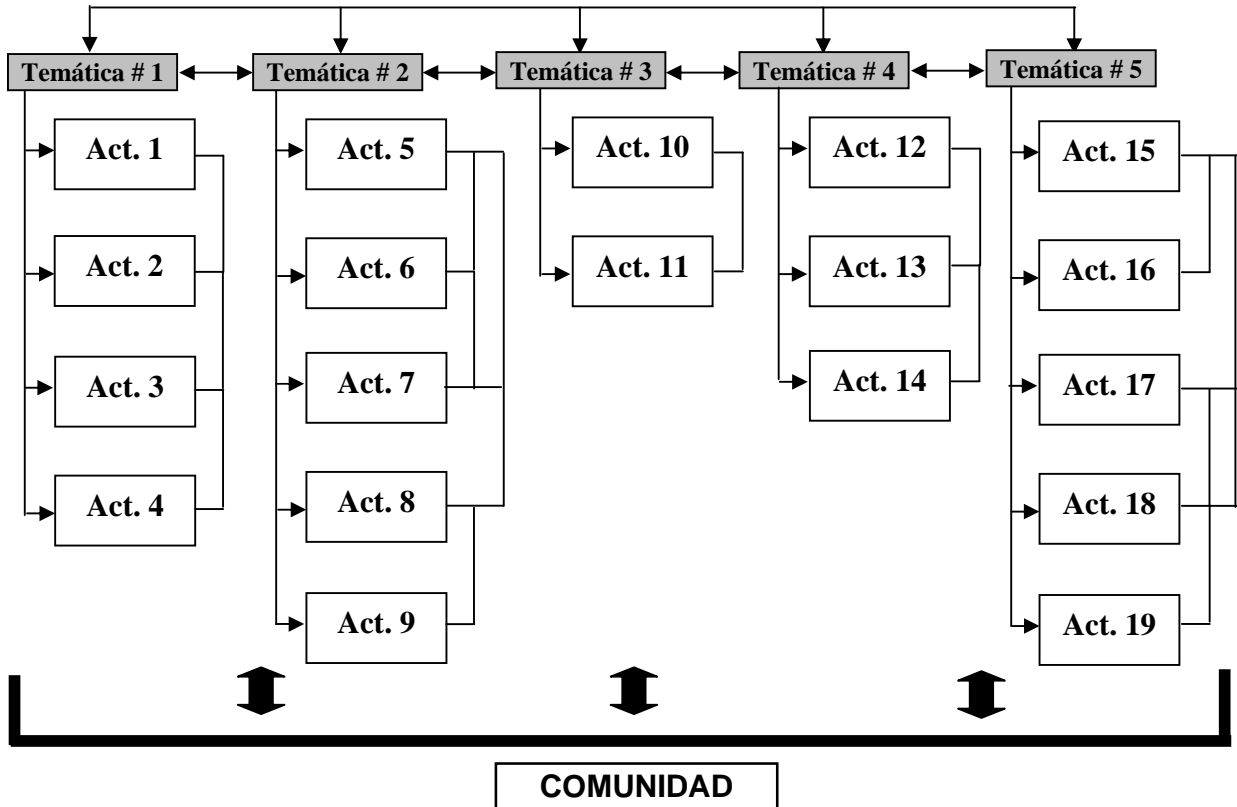 Temática # 1
Temática # 2
Temática # 3
Temática # 4
Temática # 5
Act. 1
Act. 2
Act. 3
Act. 4
Act. 5
Act. 6
Act. 7
Act. 8
Act. 9
Act. 10
Act. 11
Act. 12
Act. 13
Act. 14
Act. 15
Act. 16
Act. 17
Act. 18
Act. 19
COMUNIDAD